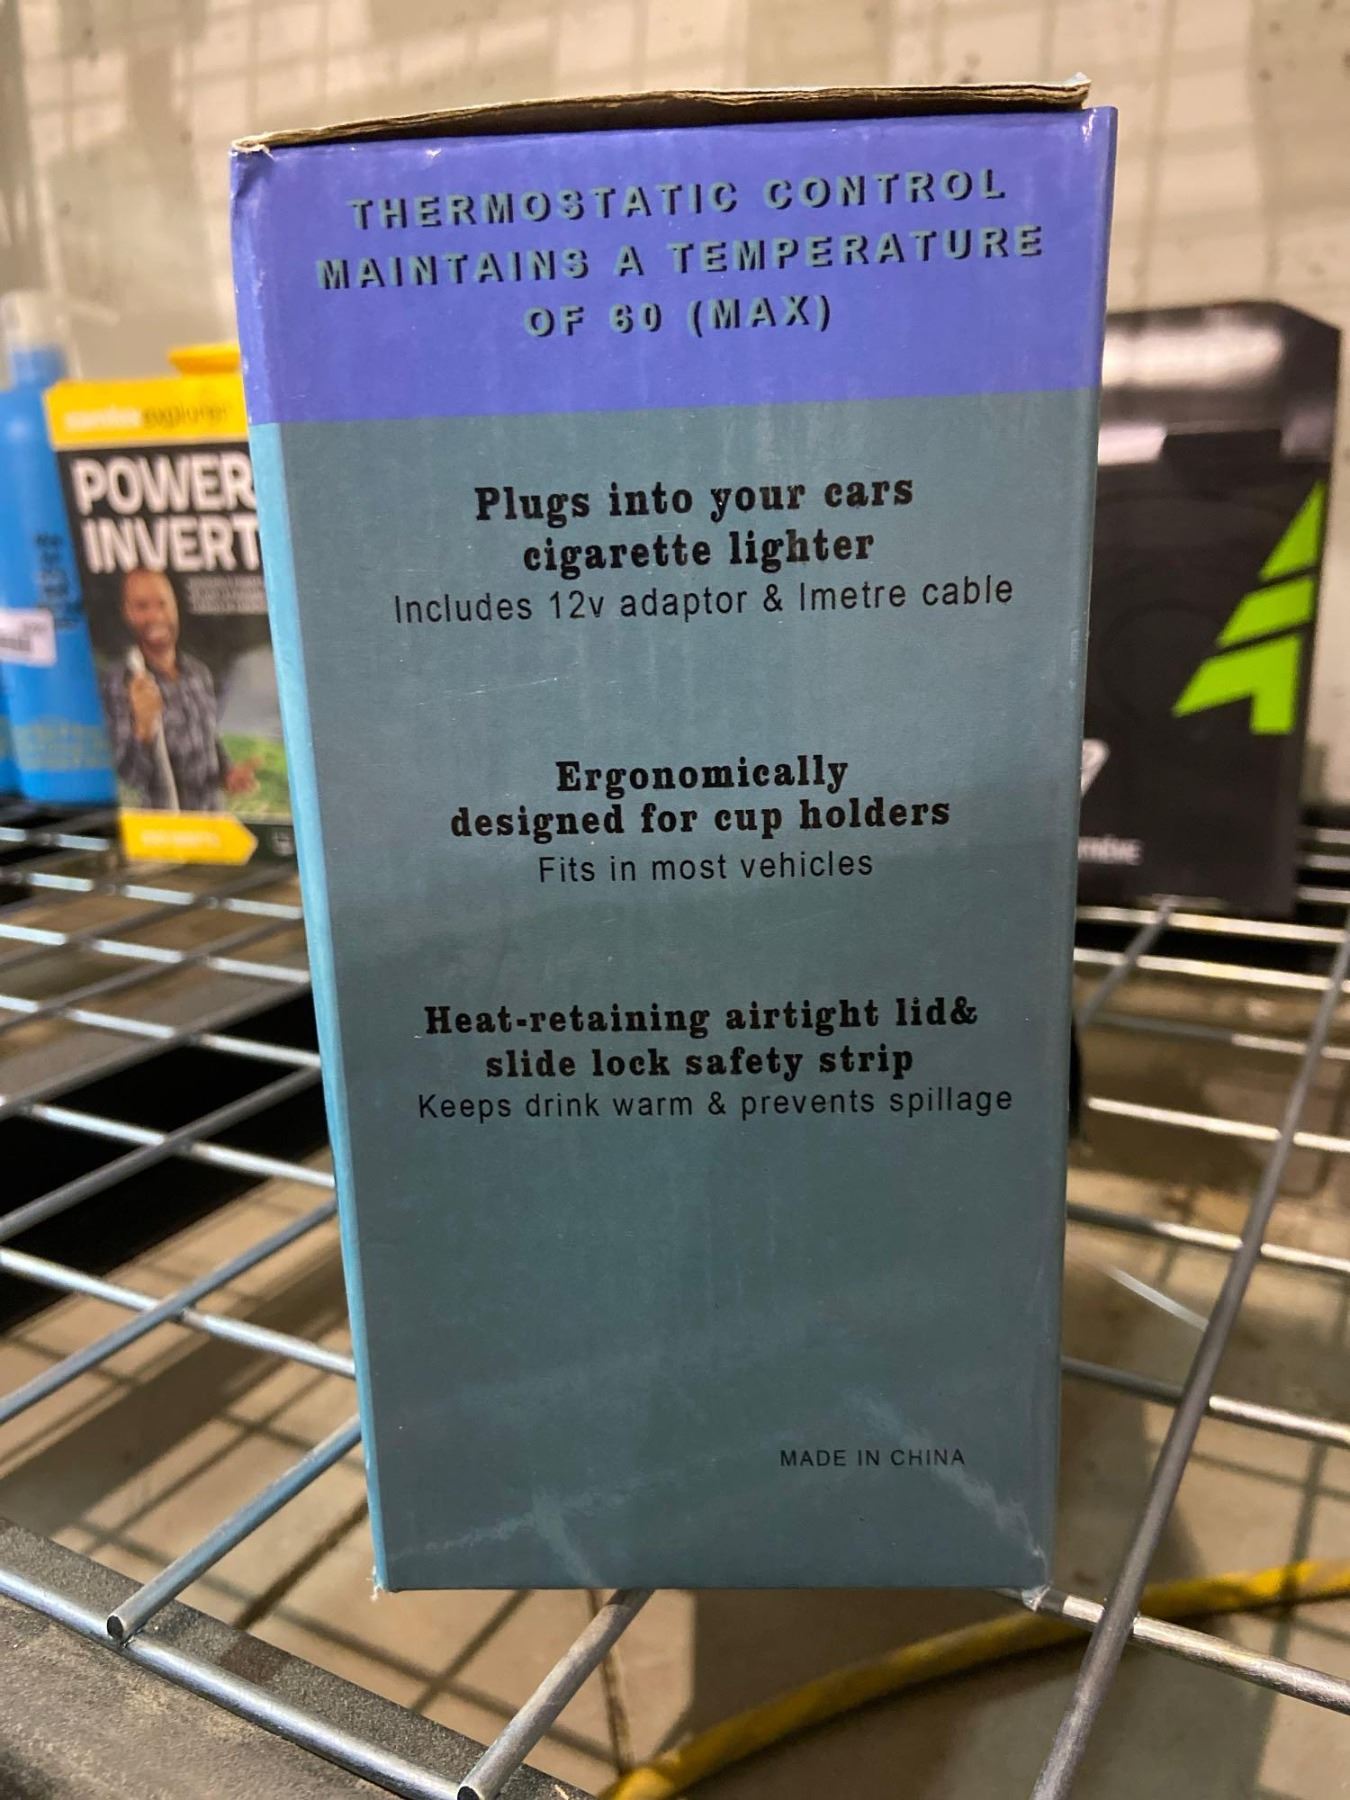 THERMOSTATIC CONTROL
MAINTAINS A TEMPERATURE
OF 60 (MAX)
Plugs into your cars
cigarette lighter
Includes 12v adaptor & lmetre cable
Ergonomically
designed for cup holders
Fits in most vehicles
Heat-retaining airtight lid&
slide lock safety strip
Keeps drink warm & prevents spillage
MADE IN CHINA
explorer
POWER
INVERT